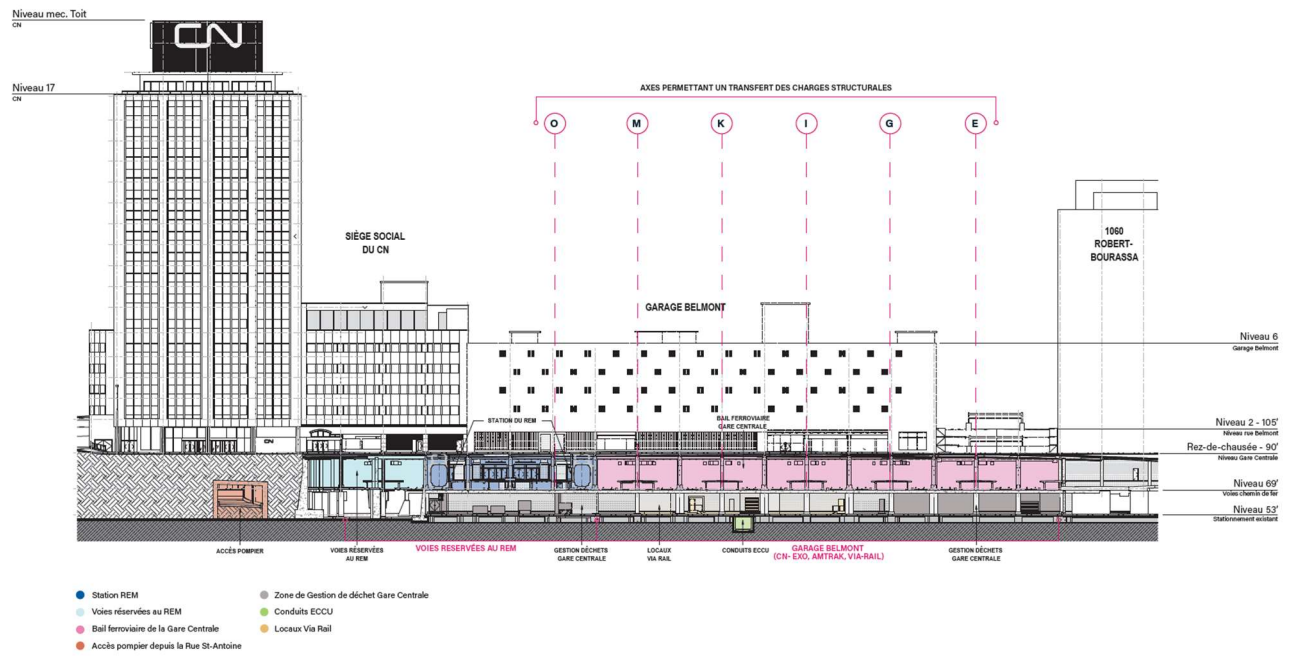 Niveau mec. Toit
CN
CN
Niveau 17
CN
AXES PERMETTANT UN TRANSFERT DES CHARGES STRUCTURALES
O
M
K
I
G
E
SIÈGE SOCIAL
DU CN
1060
ROBERT-
BOURASSA
GARAGE BELMONT
Niveau 6
Garage Belmont
STATION DU REM
BAIL FERROVIAIRE
GARE CENTRALE
Niveau 2 - 105'
Niveau rue Belmont
CN
Rez-de-chausée - 90'
Niveau Gare Centrale
Niveau 69'
Voies chemin de fer
Niveau 53'
Stationnement existant
ACCÈS POMPIER
VOIES RÉSERVÉES
AU REM
VOIES RESERVÉES AU REM
GESTION DÉCHETS
GARE CENTRALE
LOCAUX
VIA RAIL
CONDUITS ECCU
GARAGE BELMONT
(CN- EXO, AMTRAK, VIA-RAIL)
GESTION DÉCHETS
GARE CENTRALE
Station REM
Voies réservées au REM
Bail ferroviaire de la Gare Centrale
Accès pompier depuis la Rue St-Antoine
Zone de Gestion de déchet Gare Centrale
Conduits ECCU
Locaux Via Rail